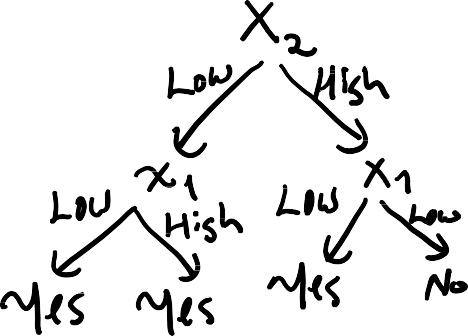 X2
Low High
x1 X1
Low High Low Low
Yes Yes Yes No